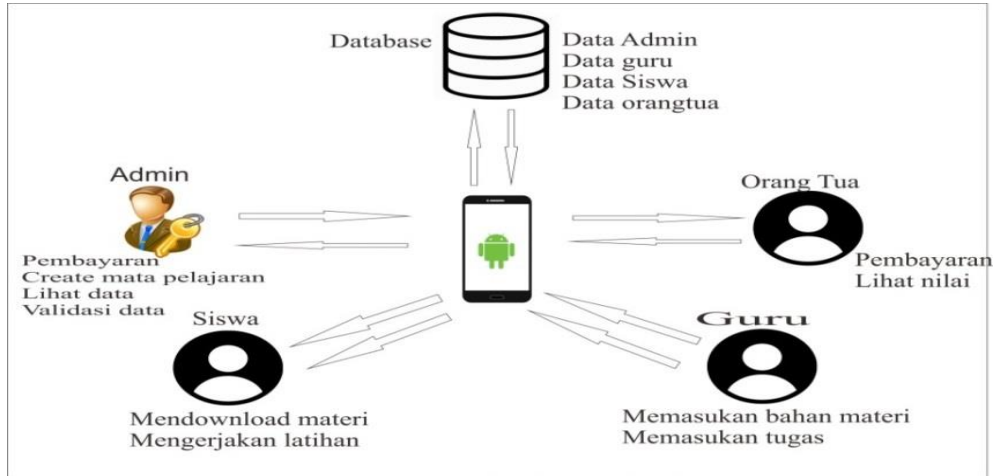 Database
Data Admin
Data guru
Data Siswa
Data orangtua
Admin
Pembayaran
Create mata pelajaran
Lihat data
Validasi data
Orang Tua
Pembayaran
Lihat nilai
Siswa
Mendownload materi
Mengerjakan latihan
Guru
Memasukan bahan materi
Memasukan tugas